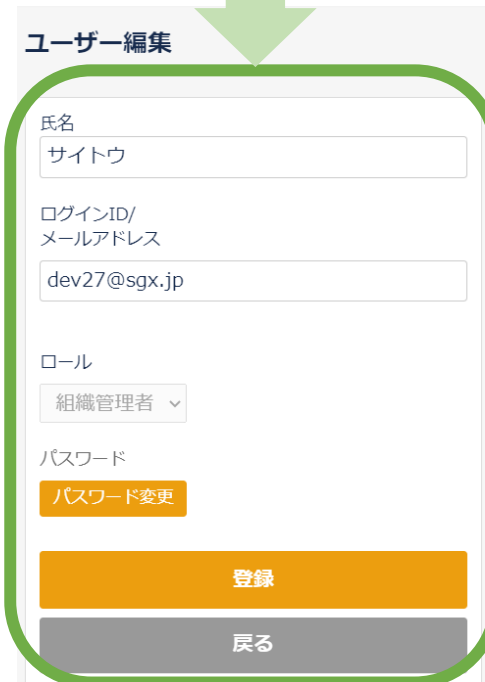 ユーザー編集
氏名
サイトウ
ログインID/
メールアドレス
dev27@sgx.jp
ロール
組織管理者
パスワード
パスワード変更
登録
戻る